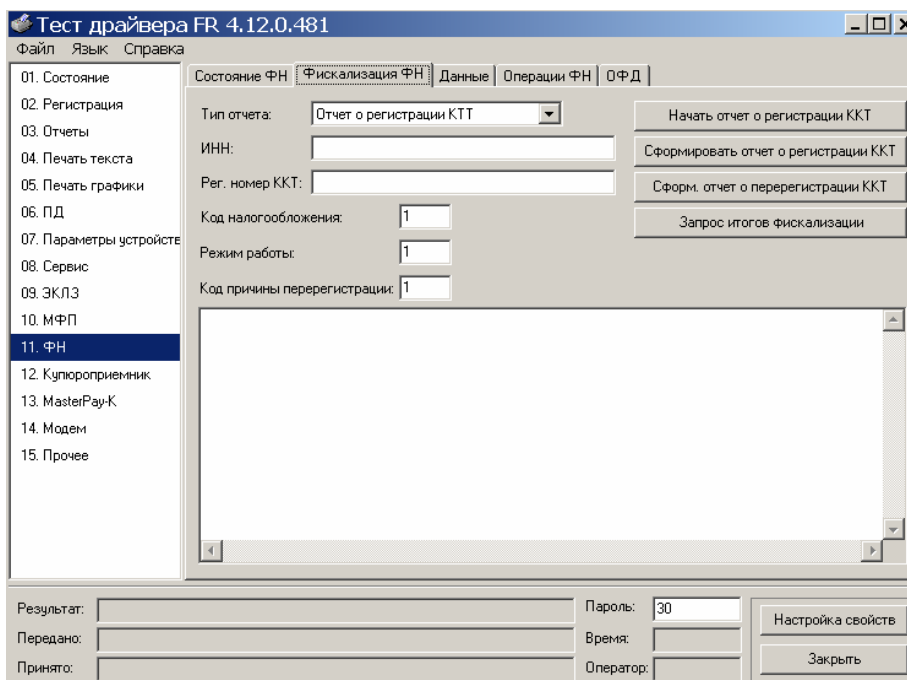 Тест драйвера FR 4.12.0.481
Файл Язык Справка
01. Состояние
02. Регистрация
03. Отчеты
04. Печать текста
05. Печать графики
06. ПД
07. Параметры устройств
08. Сервис
09. ЭКЛЗ
10. МФП
11. ФН
12. Купюроприемник
13. MasterPay-K
14. Модем
15. Прочее
Состояние ФН Фискализация ФН Данные Операции ФН ОФД
Тип отчета: Отчет о регистрации КТТ
ИНН:
Рег. номер ККТ:
Код налогообложения: 1
Режим работы: 1
Код причины перерегистрации: 1
Начать отчет о регистрации ККТ
Сформировать отчет о регистрации ККТ
Сформ. отчет о перерегистрации ККТ
Запрос итогов фискализации
Результат:
Передано:
Принято:
Пароль: 30
Время:
Оператор:
Настройка свойств
Закрыть